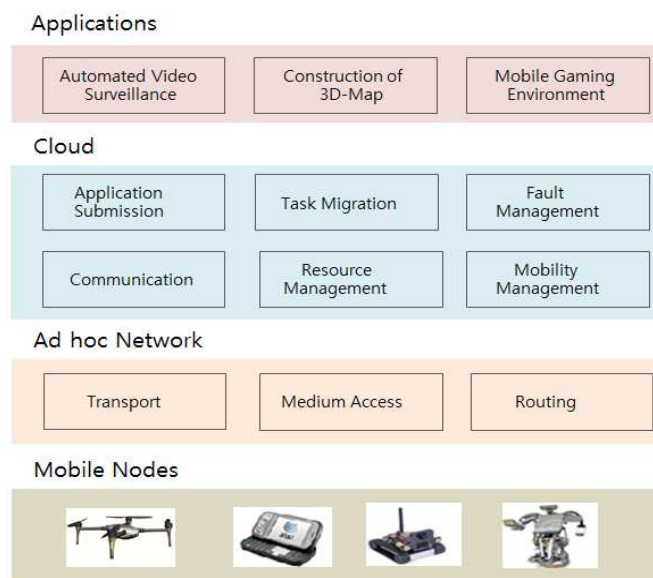 Applications
Automated Video
Surveillance
Construction of
3D-Map
Mobile Gaming
Environment
Cloud
Application
Submission
Task Migration
Fault
Management
Communication
Resource
Management
Mobility
Management
Ad hoc Network
Transport
Medium Access
Routing
Mobile Nodes